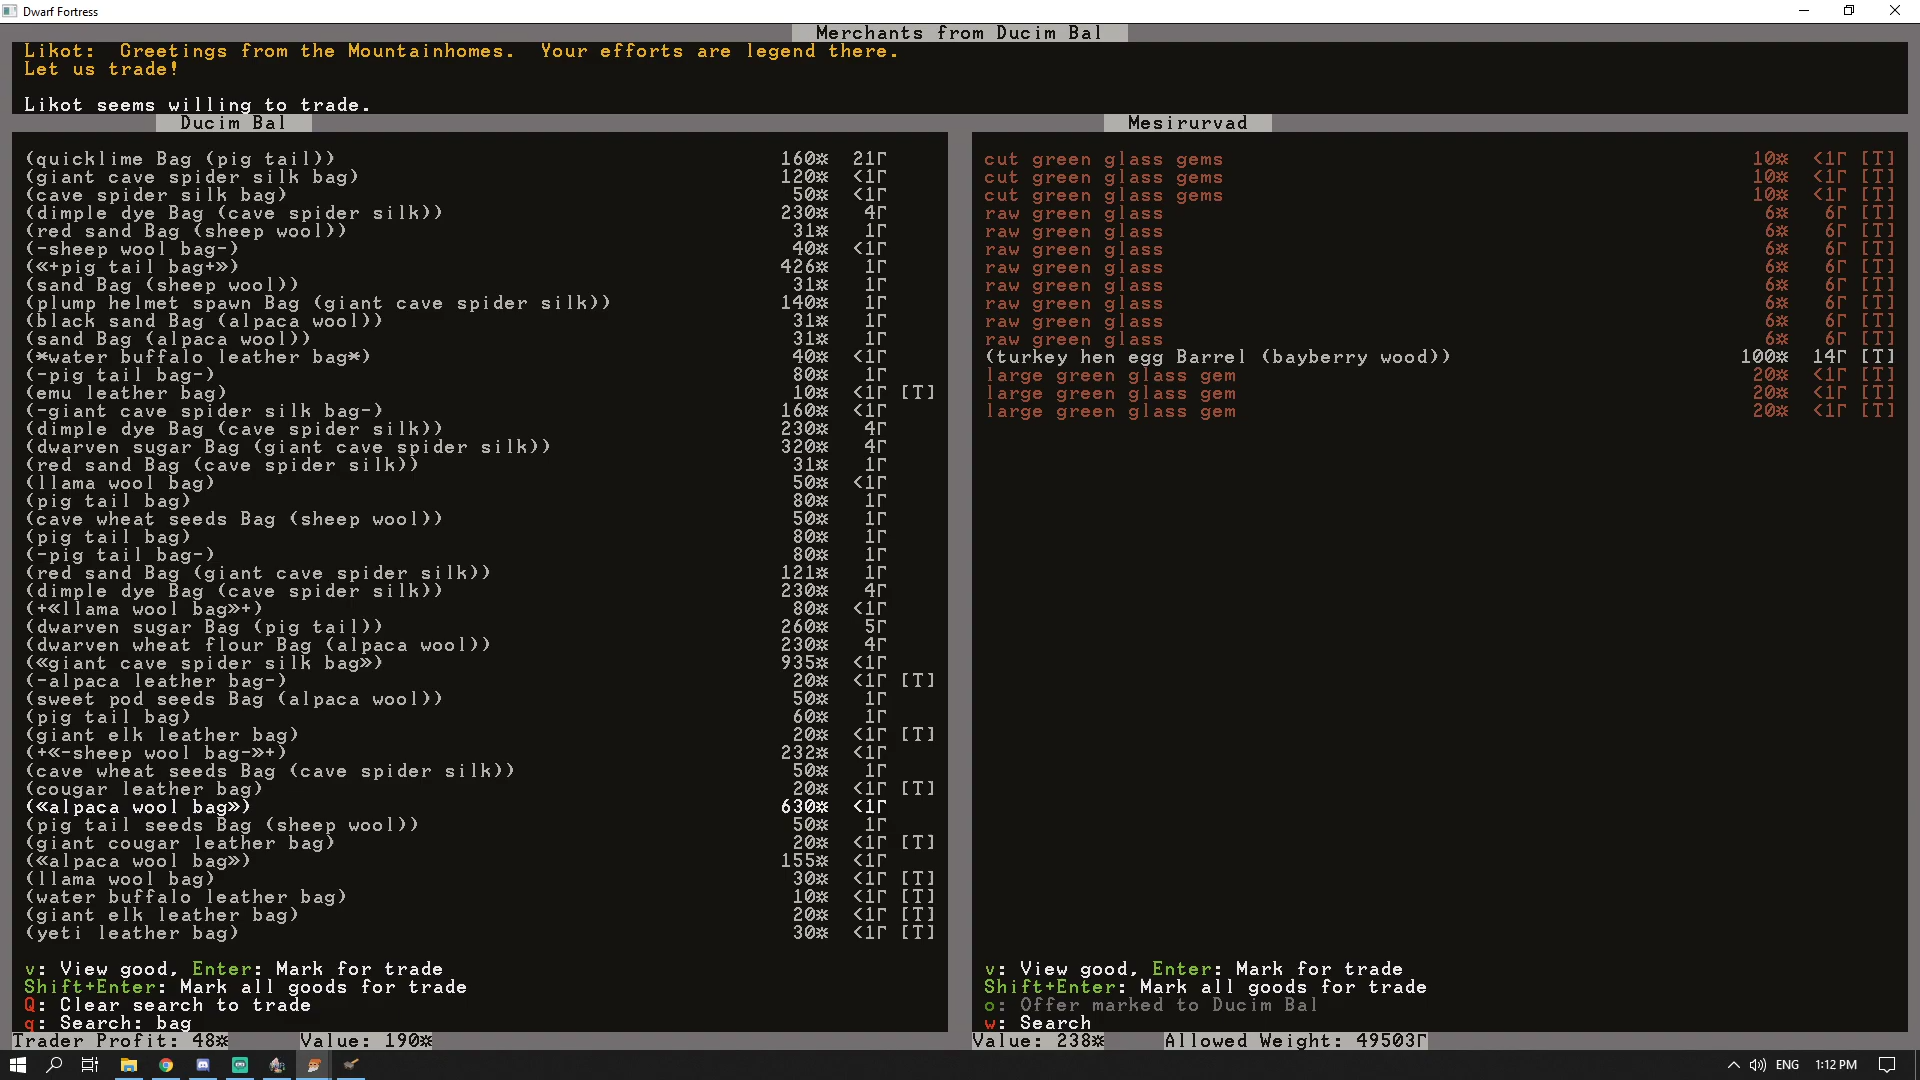 Dwarf Fortress
Merchants from Ducim Bal
Likot: Greetings from the Mountainhomes. Your efforts are legend there.
Let us trade!
Likot seems willing to trade.
Ducim Bal
(quicklime Bag (pig tail)) 160☼ 21Γ
(giant cave spider silk bag) 120☼ <1Γ
(cave spider silk bag) 50☼ <1Γ
(dimple dye Bag (cave spider silk)) 230☼ 4Γ
(red sand Bag (sheep wool)) 31☼ 1Γ
(-sheep wool bag-) 40☼ <1Γ
(«+pig tail bag+») 426☼ 1Γ
(sand Bag (sheep wool)) 31☼ 1Γ
(plump helmet spawn Bag (giant cave spider silk)) 140☼ 1Γ
(black sand Bag (alpaca wool)) 31☼ 1Γ
(sand Bag (alpaca wool)) 31☼ 1Γ
(*water buffalo leather bag*) 40☼ <1Γ
(-pig tail bag-) 80☼ 1Γ
(emu leather bag) 10☼ <1Γ [T]
(-giant cave spider silk bag-) 160☼ <1Γ
(dimple dye Bag (cave spider silk)) 230☼ 4Γ
(dwarven sugar Bag (giant cave spider silk)) 320☼ 4Γ
(red sand Bag (cave spider silk)) 31☼ 1Γ
(llama wool bag) 50☼ <1Γ
(pig tail bag) 80☼ 1Γ
(cave wheat seeds Bag (sheep wool)) 50☼ 1Γ
(pig tail bag) 80☼ 1Γ
(-pig tail bag-) 80☼ 1Γ
(red sand Bag (giant cave spider silk)) 121☼ 1Γ
(dimple dye Bag (cave spider silk)) 230☼ 4Γ
(+«llama wool bag»+) 80☼ <1Γ
(dwarven sugar Bag (pig tail)) 260☼ 5Γ
(dwarven wheat flour Bag (alpaca wool)) 230☼ 4Γ
(«giant cave spider silk bag») 935☼ <1Γ
(-alpaca leather bag-) 20☼ <1Γ [T]
(sweet pod seeds Bag (alpaca wool)) 50☼ 1Γ
(pig tail bag) 60☼ 1Γ
(giant elk leather bag) 20☼ <1Γ [T]
(+«-sheep wool bag-»+) 232☼ <1Γ
(cave wheat seeds Bag (cave spider silk)) 50☼ 1Γ
(cougar leather bag) 20☼ <1Γ [T]
(«alpaca wool bag») 630☼ <1Γ
(pig tail seeds Bag (sheep wool)) 50☼ 1Γ
(giant cougar leather bag) 20☼ <1Γ [T]
(«alpaca wool bag») 155☼ <1Γ
(llama wool bag) 30☼ <1Γ [T]
(water buffalo leather bag) 10☼ <1Γ [T]
(giant elk leather bag) 20☼ <1Γ [T]
(yeti leather bag) 30☼ <1Γ [T]
v: View good, Enter: Mark for trade
Shift+Enter: Mark all goods for trade
Q: Clear search to trade
q: Search: bag
Trader Profit: 48☼ Value: 190☼
Mesirurvad
cut green glass gems 10☼ <1Γ [T]
cut green glass gems 10☼ <1Γ [T]
cut green glass gems 10☼ <1Γ [T]
raw green glass 6☼ 6Γ [T]
raw green glass 6☼ 6Γ [T]
raw green glass 6☼ 6Γ [T]
raw green glass 6☼ 6Γ [T]
raw green glass 6☼ 6Γ [T]
raw green glass 6☼ 6Γ [T]
raw green glass 6☼ 6Γ [T]
raw green glass 6☼ 6Γ [T]
(turkey hen egg Barrel (bayberry wood)) 100☼ 14Γ [T]
large green glass gem 20☼ <1Γ [T]
large green glass gem 20☼ <1Γ [T]
large green glass gem 20☼ <1Γ [T]
v: View good, Enter: Mark for trade
Shift+Enter: Mark all goods for trade
o: Offer marked to Ducim Bal
w: Search
Value: 238☼ Allowed Weight: 49503Γ
ENG 1:12 PM